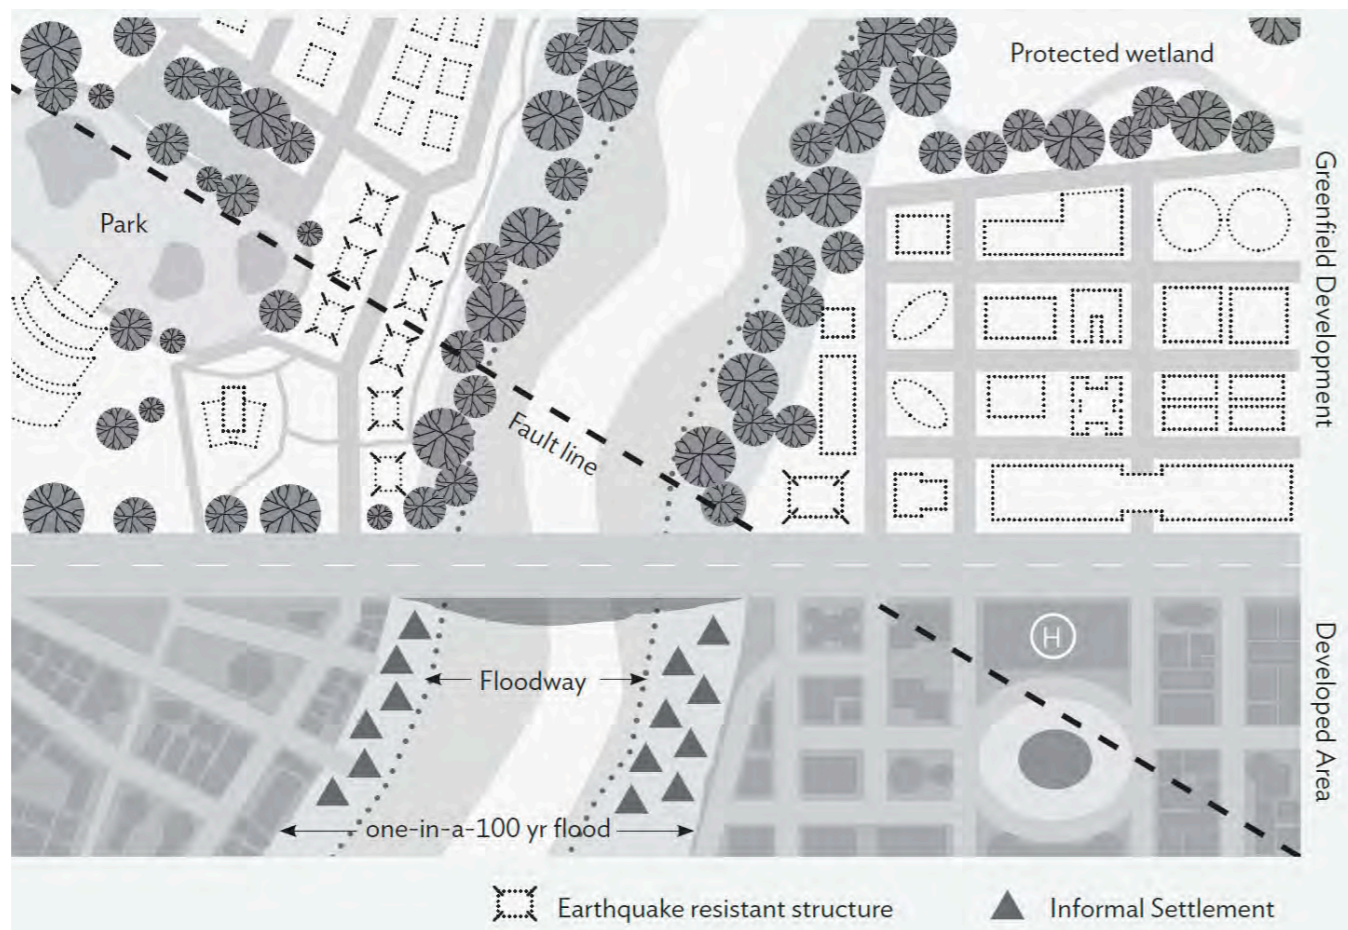 Protected wetland
Park
Greenfield Development
Fault line
H
Floodway
Developed Area
one-in-a-100 yr flood
Earthquake resistant structure
Informal Settlement